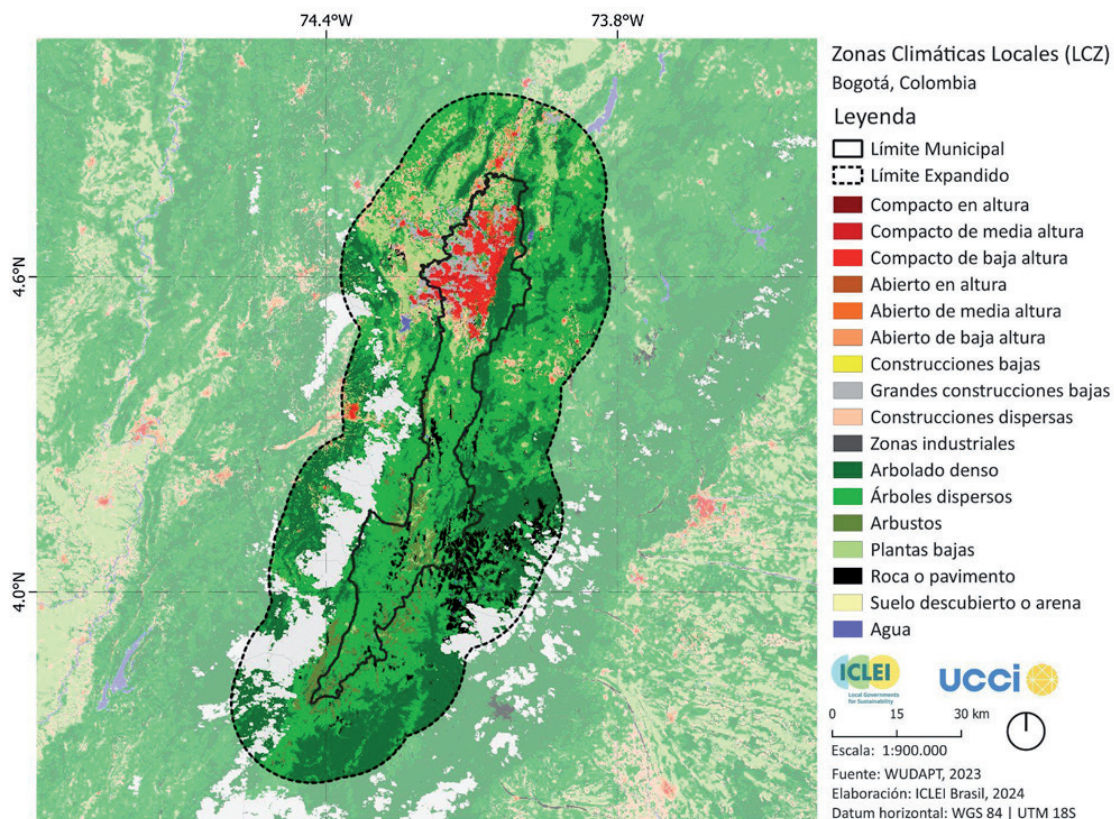 74.4°W
73.8°W
4.6°N
4.0°N
Zonas Climáticas Locales (LCZ)
Bogotá, Colombia
Leyenda
Límite Municipal
Límite Expandido
Compacto en altura
Compacto de media altura
Compacto de baja altura
Abierto en altura
Abierto de media altura
Abierto de baja altura
Construcciones bajas
Grandes construcciones bajas
Construcciones dispersas
Zonas industriales
Arbolado denso
Árboles dispersos
Arbustos
Plantas bajas
Roca o pavimento
Suelo descubierto o arena
Agua
ICLEI
Local Governments
for Sustainability
UCCi
0 15 30 km
Escala: 1:900.000
Fuente: WUDAPT, 2023
Elaboración: ICLEI Brasil, 2024
Datum horizontal: WGS 84 | UTM 18S